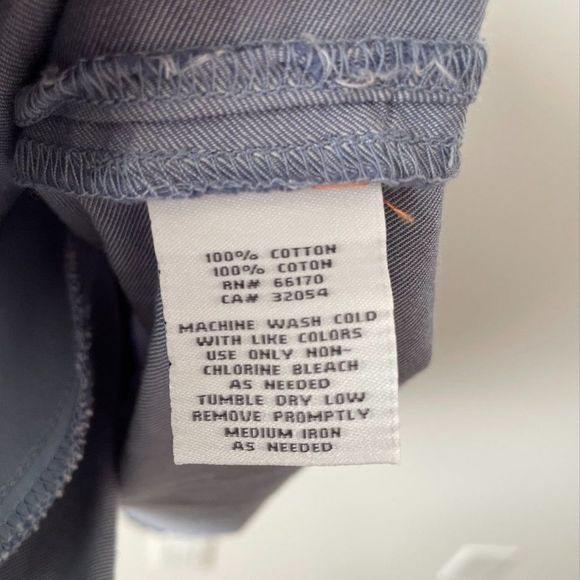 100% COTTON
100% COTON
RN# 66170
CA# 32054
MACHINE WASH COLD
WITH LIKE COLORS
USE ONLY NON-
CHLORINE BLEACH
AS NEEDED
TUMBLE DRY LOW
REMOVE PROMPTLY
MEDIUM IRON
AS NEEDED